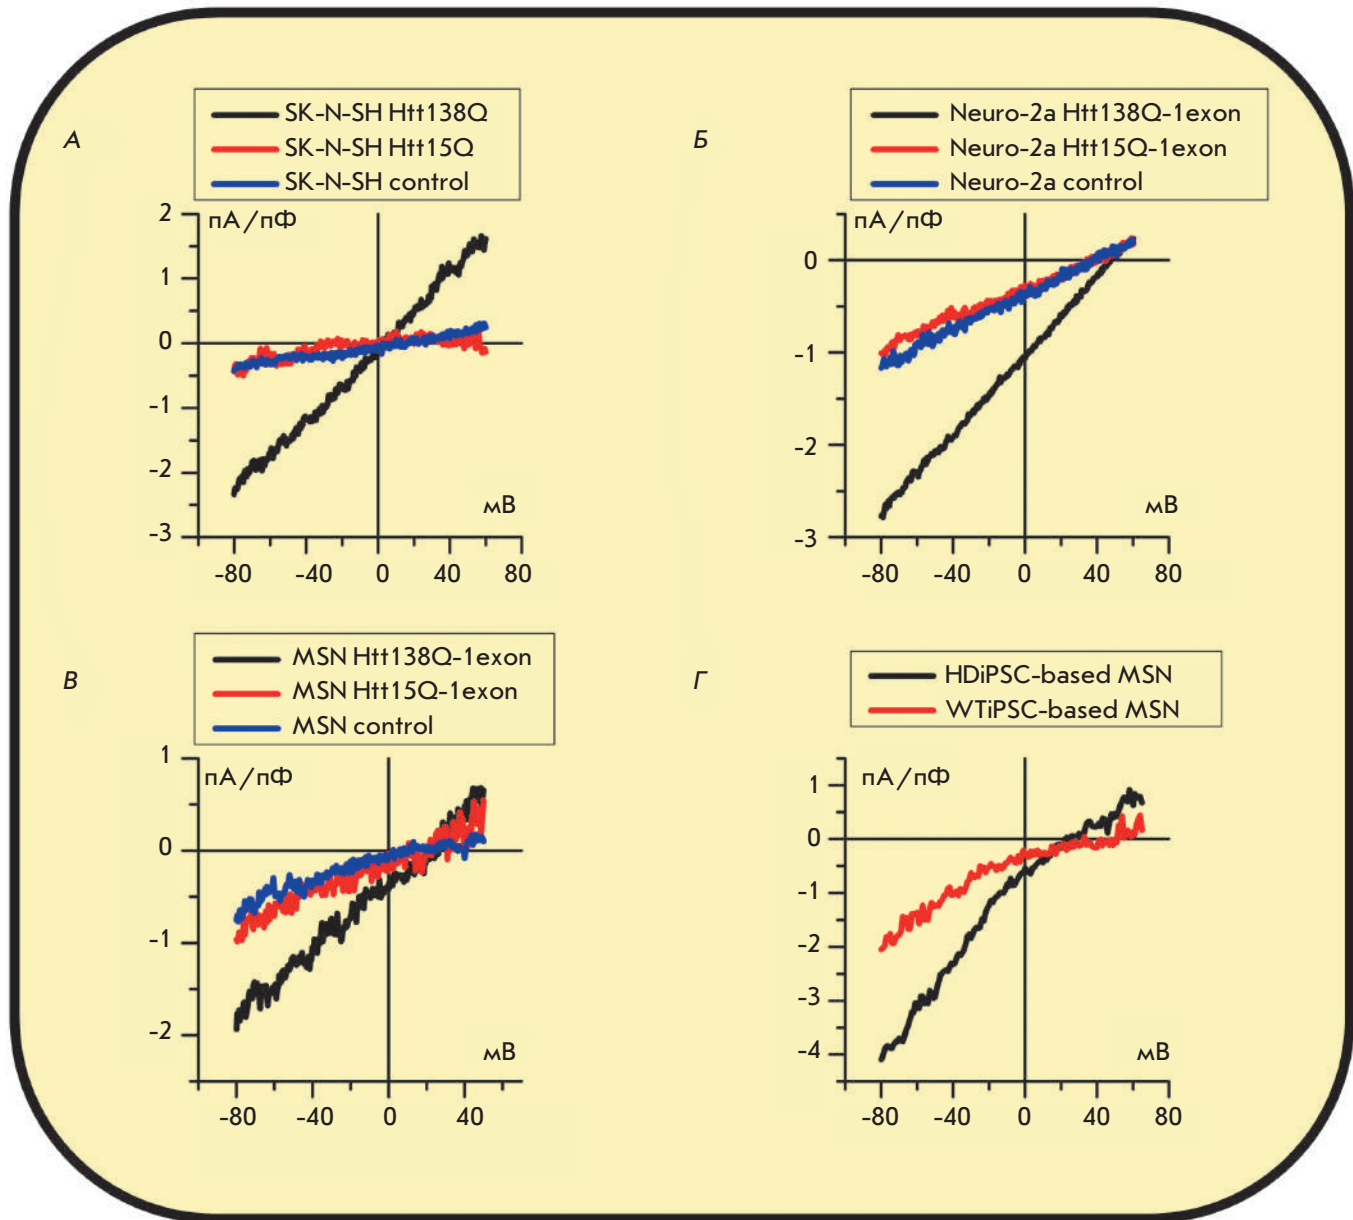 А
SK-N-SH Htt138Q
SK-N-SH Htt15Q
SK-N-SH control
пА/пФ
2
1
0
-1
-2
-3
мВ
-80 -40 0 40 80
Б
Neuro-2a Htt138Q-1exon
Neuro-2a Htt15Q-1exon
Neuro-2a control
пА/пФ
0
-1
-2
-3
мВ
-80 -40 0 40 80
В
MSN Htt138Q-1exon
MSN Htt15Q-1exon
MSN control
пА/пФ
1
0
-1
-2
мВ
-80 -40 0 40
Г
HDiPSC-based MSN
WTiPSC-based MSN
пА/пФ
1
0
-1
-2
-3
-4
мВ
-80 -40 0 40 80